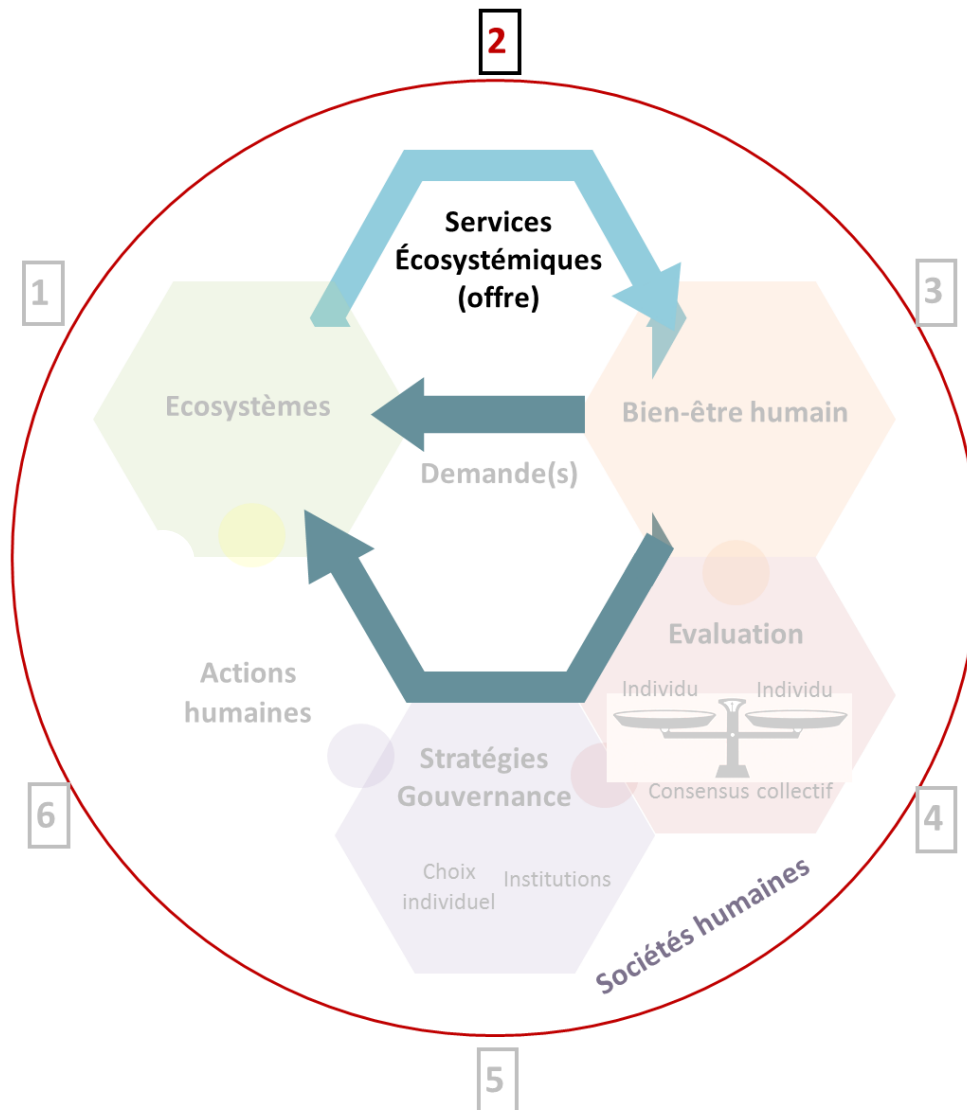 2
Services
Écosystémiques
(offre)
1
3
Ecosystèmes
Bien-être humain
Demande(s)
Evaluation
Individu
Individu
Actions
humaines
Stratégies
Gouvernance
Consensus collectif
6
4
Choix
individuel
Institutions
Sociétés humaines
5